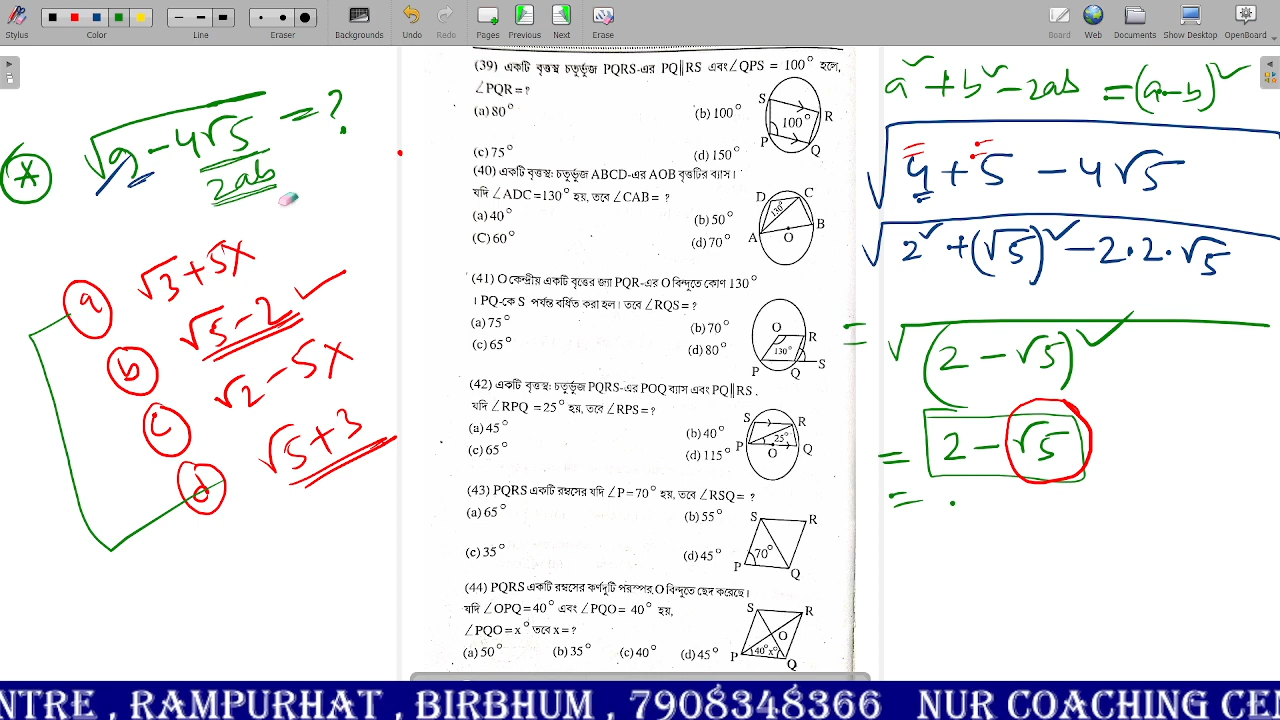 Stylus
Color
Line
Eraser
Backgrounds
Undo
Redo
Pages
Previous
Next
Erase
Board
Web
Documents
Show Desktop
OpenBoard
√9 - 4√5 = ?
2ab
a √3 + 5 x
b √5 - 2 ✓
c √2 - 5 x
d √5 + 3
(39) একটি বৃত্তস্থ চতুর্ভুজ PQRS-এর PQ∥RS এবং∠QPS = 100° হলে,
∠PQR = ?
(a) 80° (b) 100°
(c) 75° (d) 150°
S R 100° P Q
(40) একটি বৃত্তস্থ: চতুর্ভুজ ABCD-এর AOB বৃত্তটির ব্যাস।
যদি ∠ADC=130° হয়, তবে ∠CAB = ?
(a) 40° (b) 50°
(C) 60° (d) 70°
D C 130° A O B
(41) O কেন্দ্রীয় একটি বৃত্তের জ্যা PQR-এর O বিন্দুতে কোণ 130°
। PQ-কে S পর্যন্ত বর্ধিত করা হল। তবে ∠RQS = ?
(a) 75° (b) 70°
(c) 65° (d) 80°
O R 130° P Q S
(42) একটি বৃত্তস্থ: চতুর্ভুজ PQRS-এর POQ ব্যাস এবং PQ∥RS .
যদি ∠RPQ = 25° হয়, তবে ∠RPS = ?
(a) 45° (b) 40°
(c) 65° (d) 115°
S R 25° P O Q
(43) PQRS একটি রম্বসের যদি ∠P = 70° হয়, তবে ∠RSQ = ?
(a) 65° (b) 55°
(c) 35° (d) 45°
S R 70° P Q
(44) PQRS একটি রম্বসের কর্ণদুটি পরস্পর O বিন্দুতে ছেদ করেছে।
যদি ∠OPQ = 40° এবং ∠PQO = 40° হয়,
∠PQO = x° তবে x = ?
(a) 50° (b) 35° (c) 40° (d) 45°
S R O 40° x° P Q
a² + b² - 2ab = (a-b)²
√4 + 5 - 4√5
√2² + (√5)² - 2·2·√5
= √(2 - √5)²
= 2 - √5
= .
NTRE , RAMPURHAT , BIRBHUM , 7908348366 NUR COACHING CE